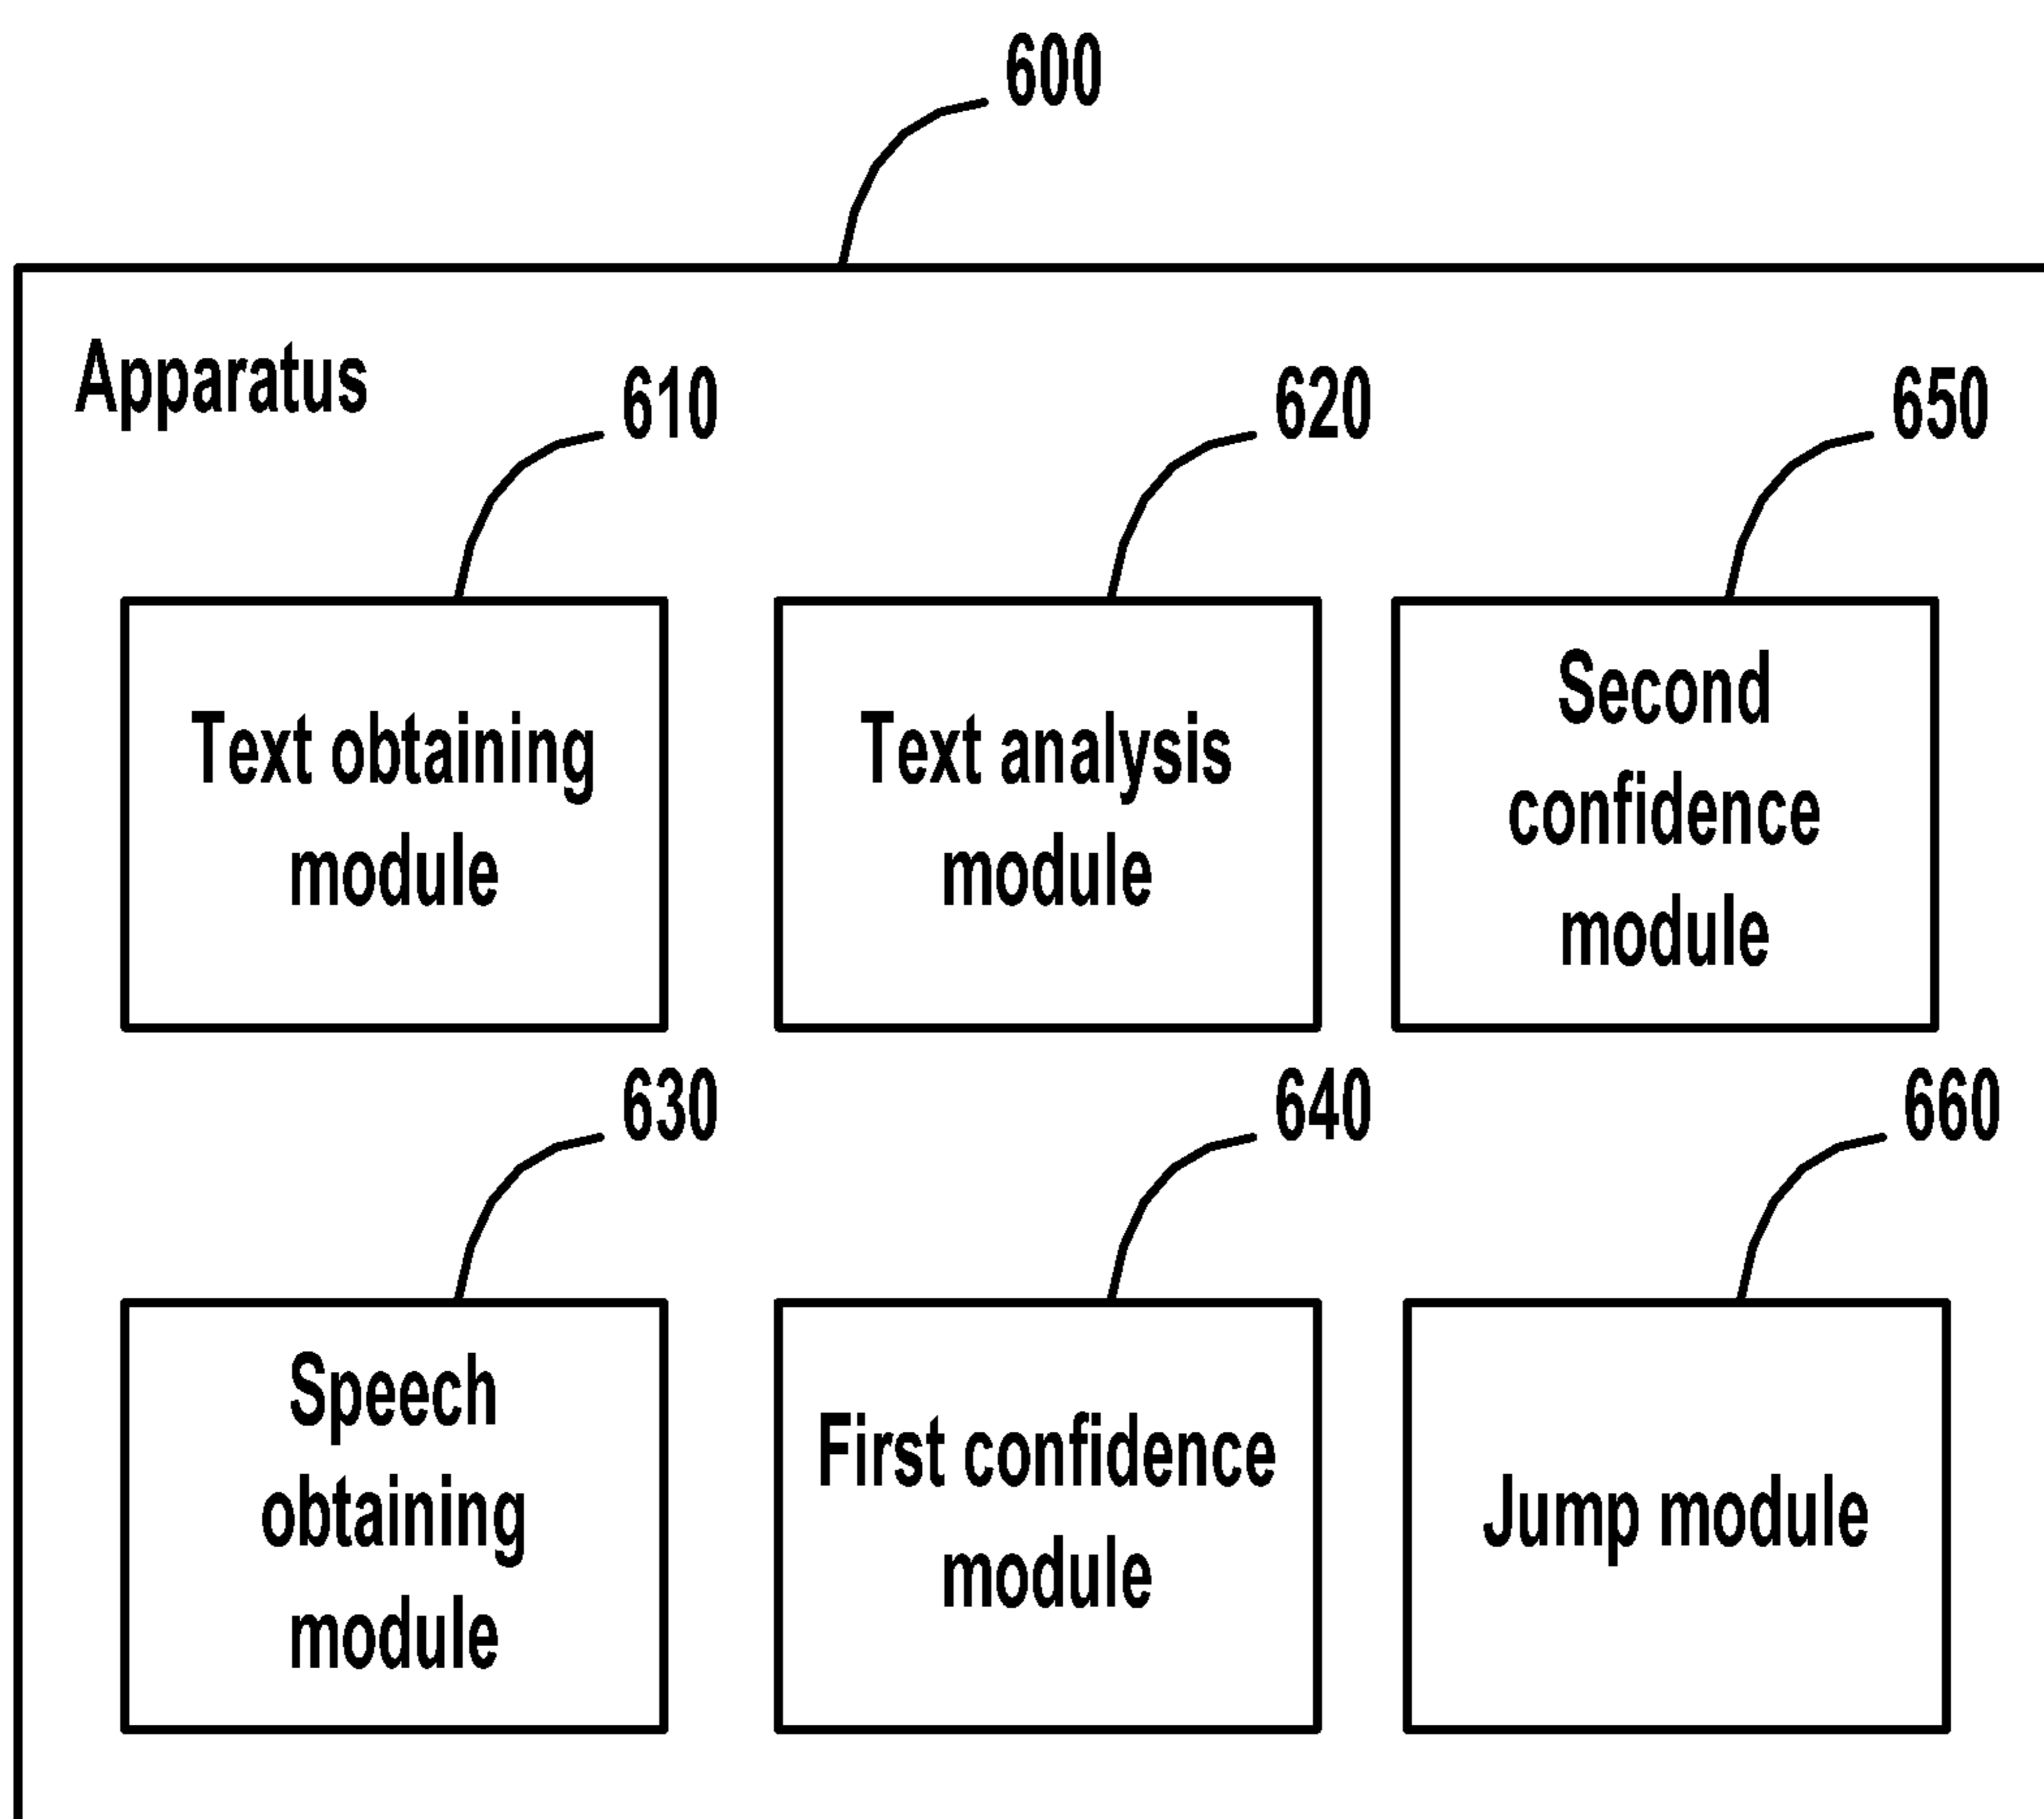 600
Apparatus
610
620
650
Text obtaining
module
Text analysis
module
Second
confidence
module
630
640
660
Speech
obtaining
module
First confidence
module
Jump module